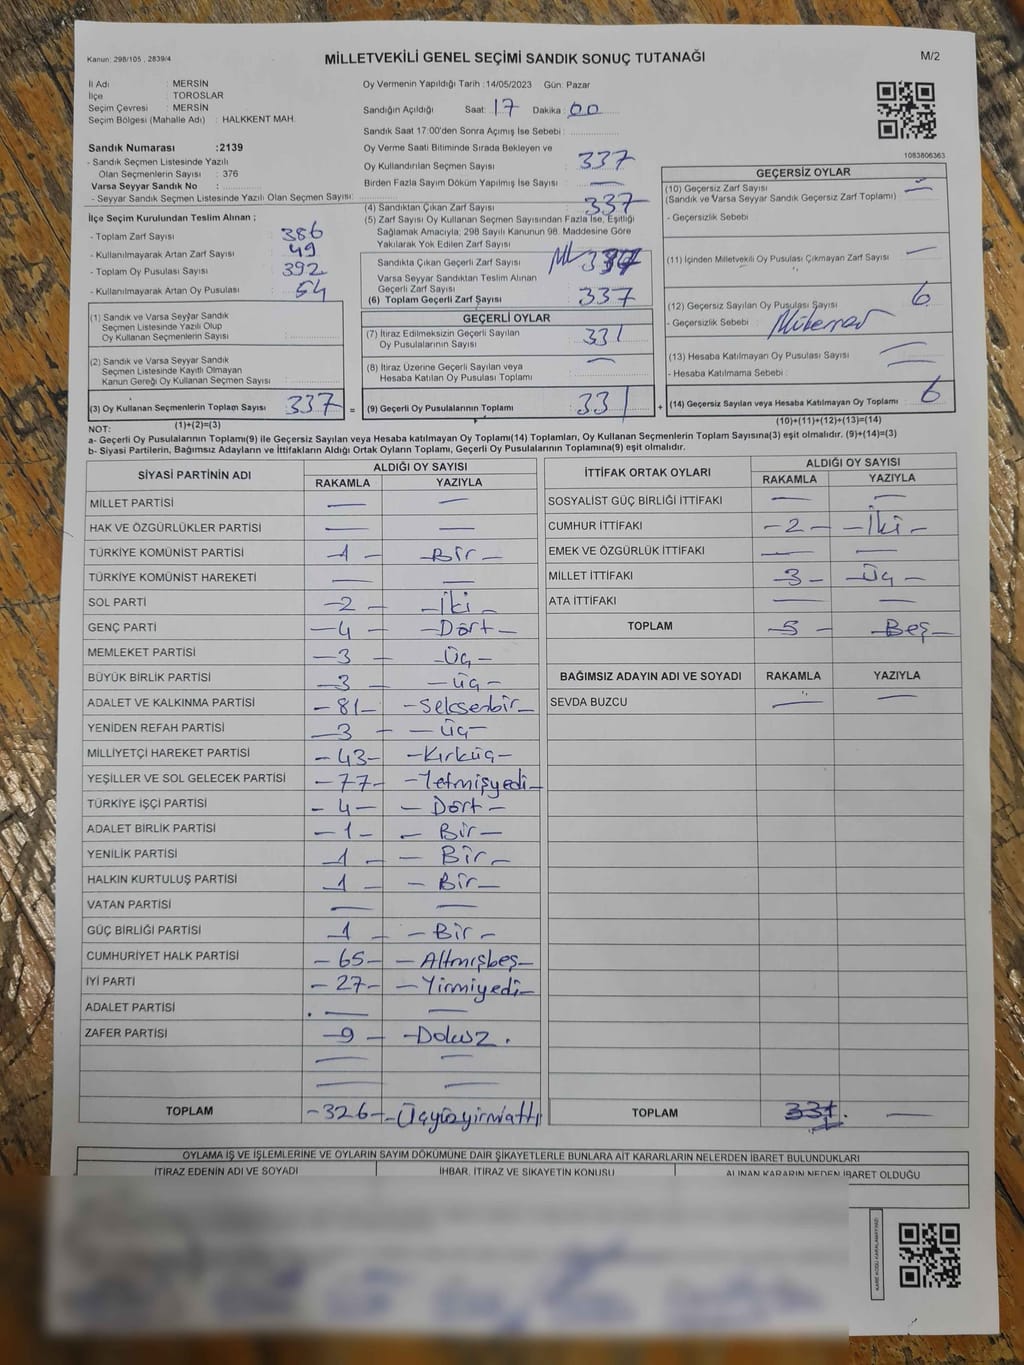 Kanun: 298/105 , 2839/4
MİLLETVEKİLİ GENEL SEÇİMİ SANDIK SONUÇ TUTANAĞI
M/2
İl Adı : MERSİN
İlçe : TOROSLAR
Seçim Çevresi : MERSİN
Seçim Bölgesi (Mahalle Adı) : HALKKENT MAH.
Oy Vermenin Yapıldığı Tarih :14/05/2023 Gün: Pazar
Sandığın Açıldığı Saat: 17 Dakika : 00
Sandık Saat 17:00'den Sonra Açmış İse Sebebi :
Sandık Numarası :2139
- Sandık Seçmen Listesinde Yazılı
Olan Seçmenlerin Sayısı : 376
Varsa Seyyar Sandık No :
- Seyyar Sandık Seçmen Listesinde Yazılı Olan Seçmen Sayısı:
Oy Verme Saati Bitiminde Sırada Bekleyen ve
Oy Kullandırılan Seçmen Sayısı : 337
Birden Fazla Sayım Döküm Yapılmış İse Sayısı : —
1083806363
İlçe Seçim Kurulundan Teslim Alınan ;
- Toplam Zarf Sayısı : 386
- Kullanılmayarak Artan Zarf Sayısı : 49
- Toplam Oy Pusulası Sayısı : 392
- Kullanılmayarak Artan Oy Pusulası : 54
(4) Sandıktan Çıkan Zarf Sayısı : 337
(5) Zarf Sayısı Oy Kullanan Seçmen Sayısından Fazla İse, Eşitliği
Sağlamak Amacıyla; 298 Sayılı Kanunun 98. Maddesine Göre
Yakılarak Yok Edilen Zarf Sayısı :
Sandıkta Çıkan Geçerli Zarf Sayısı : 337
Varsa Seyyar Sandıktan Teslim Alınan
Geçerli Zarf Sayısı :
(6) Toplam Geçerli Zarf Sayısı : 337
GEÇERSİZ OYLAR
(10) Geçersiz Zarf Sayısı : —
(Sandık ve Varsa Seyyar Sandık Geçersiz Zarf Toplamı)
- Geçersizlik Sebebi :
(11) İçinden Milletvekili Oy Pusulası Çıkmayan Zarf Sayısı : —
(12) Geçersiz Sayılan Oy Pusulası Sayısı : 6
- Geçersizlik Sebebi :
(13) Hesaba Katılmayan Oy Pusulası Sayısı : —
- Hesaba Katılmama Sebebi :
(14) Geçersiz Sayılan veya Hesaba Katılmayan Oy Toplamı : 6
(10)+(11)+(12)+(13)=(14)
(1) Sandık ve Varsa Seyyar Sandık
Seçmen Listesinde Yazılı Olup
Oy Kullanan Seçmenlerin Sayısı :
(2) Sandık ve Varsa Seyyar Sandık
Seçmen Listesinde Kayıtlı Olmayan
Kanun Gereği Oy Kullanan Seçmen Sayısı :
(3) Oy Kullanan Seçmenlerin Toplam Sayısı : 337 =
(1)+(2)=(3)
GEÇERLİ OYLAR
(7) İtiraz Edilmeksizin Geçerli Sayılan
Oy Pusulalarının Sayısı : 331
(8) İtiraz Üzerine Geçerli Sayılan veya
Hesaba Katılan Oy Pusulası Toplamı : —
(9) Geçerli Oy Pusulalarının Toplamı : 331 +
NOT:
a- Geçerli Oy Pusulalarının Toplamı(9) ile Geçersiz Sayılan veya Hesaba katılmayan Oy Toplamı(14) Toplamları, Oy Kullanan Seçmenlerin Toplam Sayısına(3) eşit olmalıdır. (9)+(14)=(3)
b- Siyasi Partilerin, Bağımsız Adayların ve İttifakların Aldığı Ortak Oyların Toplamı, Geçerli Oy Pusulalarının Toplamına(9) eşit olmalıdır.
SİYASİ PARTİNİN ADI ALDIĞI OY SAYISI
RAKAMLA YAZIYLA
MİLLET PARTİSİ — —
HAK VE ÖZGÜRLÜKLER PARTİSİ — —
TÜRKİYE KOMÜNİST PARTİSİ -1- Bir-
TÜRKİYE KOMÜNİST HAREKETİ — —
SOL PARTİ -2- -İki-
GENÇ PARTİ -4- -Dört-
MEMLEKET PARTİSİ -3- -Üç-
BÜYÜK BİRLİK PARTİSİ -3- -üç-
ADALET VE KALKINMA PARTİSİ -81- -Seksenbir-
YENİDEN REFAH PARTİSİ -3- -üç-
MİLLİYETÇİ HAREKET PARTİSİ -43- -Kırküç-
YEŞİLLER VE SOL GELECEK PARTİSİ -77- -Yetmişyedi-
TÜRKİYE İŞÇİ PARTİSİ -4- -Dört-
ADALET BİRLİK PARTİSİ -1- -Bir-
YENİLİK PARTİSİ -1- -Bir-
HALKIN KURTULUŞ PARTİSİ -1- -Bir-
VATAN PARTİSİ — —
GÜÇ BİRLİĞİ PARTİSİ -1- -Bir-
CUMHURİYET HALK PARTİSİ -65- -Altmışbeş-
İYİ PARTİ -27- -Yirmiyedi-
ADALET PARTİSİ — —
ZAFER PARTİSİ -9- -Dokuz.
TOPLAM -326- -Üçyüzyirmialtı
İTTİFAK ORTAK OYLARI ALDIĞI OY SAYISI
RAKAMLA YAZIYLA
SOSYALİST GÜÇ BİRLİĞİ İTTİFAKI — —
CUMHUR İTTİFAKI -2- -İki-
EMEK VE ÖZGÜRLÜK İTTİFAKI — —
MİLLET İTTİFAKI -3- -Üç-
ATA İTTİFAKI — —
TOPLAM -5- -Beş-
BAĞIMSIZ ADAYIN ADI VE SOYADI RAKAMLA YAZIYLA
SEVDA BUZCU — —
TOPLAM 331. —
OYLAMA İŞ VE İŞLEMLERİNE VE OYLARIN SAYIM DÖKÜMÜNE DAİR ŞİKAYETLERLE BUNLARA AİT KARARLARIN NELERDEN İBARET BULUNDUKLARI
İTİRAZ EDENİN ADI VE SOYADI İHBAR, İTİRAZ VE ŞİKAYETİN KONUSU ALINAN KARARIN NEDEN İBARET OLDUĞU